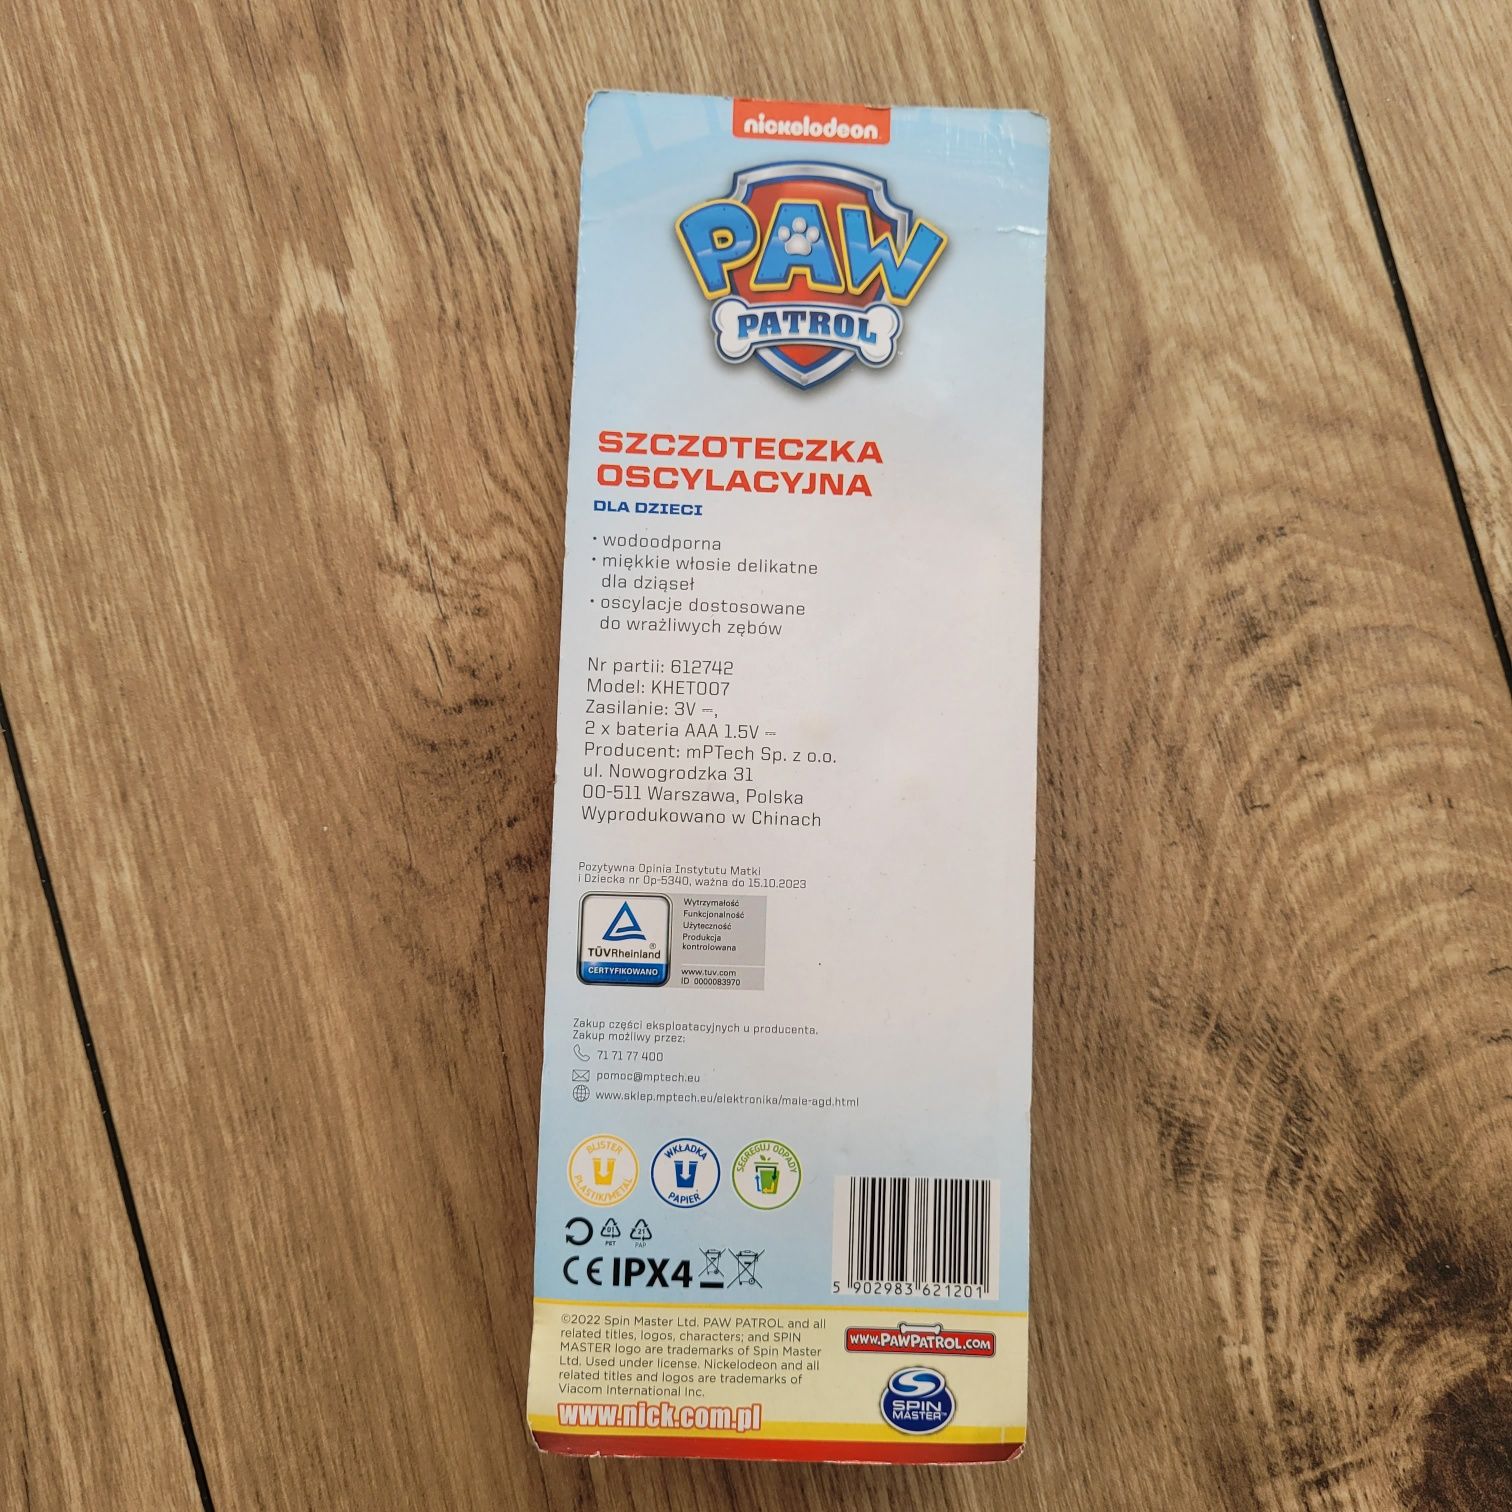 nickelodeon
PAW
PATROL
SZCZOTECZKA
OSCYLACYJNA
DLA DZIECI
• wodoodporna
• miękkie włosie delikatne
dla dziąseł
• oscylacje dostosowane
do wrażliwych zębów
Nr partii: 612742
Model: KHET007
Zasilanie: 3V ⎓,
2 x bateria AAA 1.5V ⎓
Producent: mPTech Sp. z o.o.
ul. Nowogrodzka 31
00-511 Warszawa, Polska
Wyprodukowano w Chinach
Pozytywna Opinia Instytutu Matki
i Dziecka nr Op-5340, ważna do 15.10.2023
TÜVRheinland®
CERTYFIKOWANO
Wytrzymałość
Funkcjonalność
Użyteczność
Produkcja
kontrolowana
www.tuv.com
ID 0000083970
Zakup części eksploatacyjnych u producenta.
Zakup możliwy przez:
71 71 77 400
pomoc@mptech.eu
www.sklep.mptech.eu/elektronika/male-agd.html
BLISTER
PLASTIK/METAL
WKŁADKA
PAPIER
SEGREGUJ ODPADY
01
PET
21
PAP
CE IPX4
5 902983 621201
©2022 Spin Master Ltd. PAW PATROL and all
related titles, logos, characters; and SPIN
MASTER logo are trademarks of Spin Master
Ltd. Used under license. Nickelodeon and all
related titles and logos are trademarks of
Viacom International Inc.
www.nick.com.pl
www.PAWPATROL.COM
SPIN
MASTER™